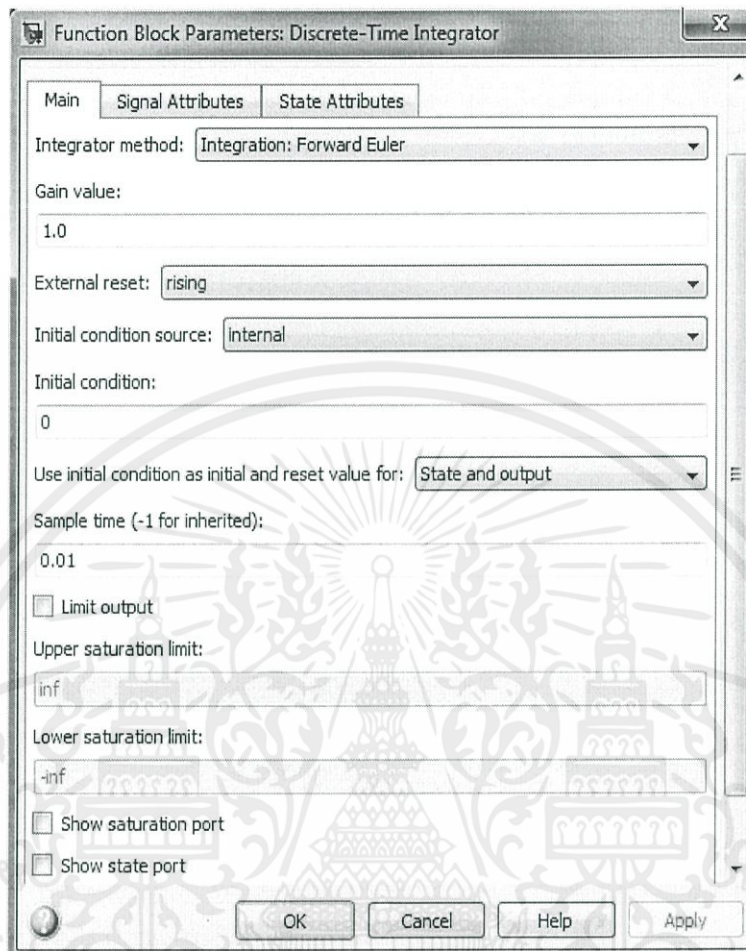 Function Block Parameters: Discrete-Time Integrator
X
Main Signal Attributes State Attributes
Integrator method: Integration: Forward Euler
Gain value:
1.0
External reset: rising
Initial condition source: internal
Initial condition:
0
Use initial condition as initial and reset value for: State and output
Sample time (-1 for inherited):
0.01
Limit output
Upper saturation limit:
inf
Lower saturation limit:
-inf
Show saturation port
Show state port
OK Cancel Help Apply